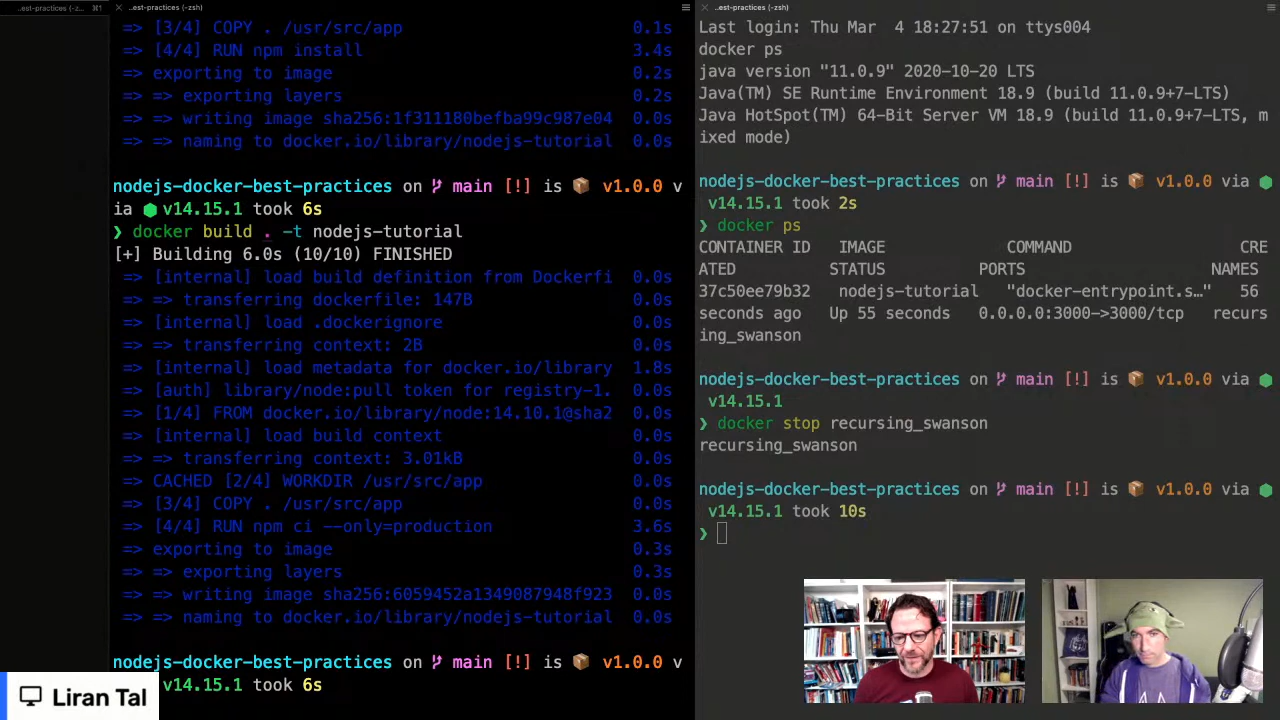 ..est-practices (-z... ⌘1
..est-practices (-zsh)
=> [3/4] COPY . /usr/src/app 0.1s
=> [4/4] RUN npm install 3.4s
=> exporting to image 0.2s
=> => exporting layers 0.2s
=> => writing image sha256:1f311180befba99c987e04 0.0s
=> => naming to docker.io/library/nodejs-tutorial 0.0s
nodejs-docker-best-practices on main [!] is 📦 v1.0.0 v
ia ⬢ v14.15.1 took 6s
❯ docker build . -t nodejs-tutorial
[+] Building 6.0s (10/10) FINISHED
=> [internal] load build definition from Dockerfi 0.0s
=> => transferring dockerfile: 147B 0.0s
=> [internal] load .dockerignore 0.0s
=> => transferring context: 2B 0.0s
=> [internal] load metadata for docker.io/library 1.8s
=> [auth] library/node:pull token for registry-1. 0.0s
=> [1/4] FROM docker.io/library/node:14.10.1@sha2 0.0s
=> [internal] load build context 0.0s
=> => transferring context: 3.01kB 0.0s
=> CACHED [2/4] WORKDIR /usr/src/app 0.0s
=> [3/4] COPY . /usr/src/app 0.0s
=> [4/4] RUN npm ci --only=production 3.6s
=> exporting to image 0.3s
=> => exporting layers 0.3s
=> => writing image sha256:6059452a1349087948f923 0.0s
=> => naming to docker.io/library/nodejs-tutorial 0.0s
nodejs-docker-best-practices on main [!] is 📦 v1.0.0 v
v14.15.1 took 6s
Liran Tal
..est-practices (-zsh)
Last login: Thu Mar  4 18:27:51 on ttys004
docker ps
java version "11.0.9" 2020-10-20 LTS
Java(TM) SE Runtime Environment 18.9 (build 11.0.9+7-LTS)
Java HotSpot(TM) 64-Bit Server VM 18.9 (build 11.0.9+7-LTS, m
ixed mode)
nodejs-docker-best-practices on main [!] is 📦 v1.0.0 via ⬢
v14.15.1 took 2s
❯ docker ps
CONTAINER ID IMAGE COMMAND CRE
ATED STATUS PORTS NAMES
37c50ee79b32 nodejs-tutorial "docker-entrypoint.s…" 56
seconds ago Up 55 seconds 0.0.0.0:3000->3000/tcp recurs
ing_swanson
nodejs-docker-best-practices on main [!] is 📦 v1.0.0 via ⬢
v14.15.1
❯ docker stop recursing_swanson
recursing_swanson
nodejs-docker-best-practices on main [!] is 📦 v1.0.0 via ⬢
v14.15.1 took 10s
❯